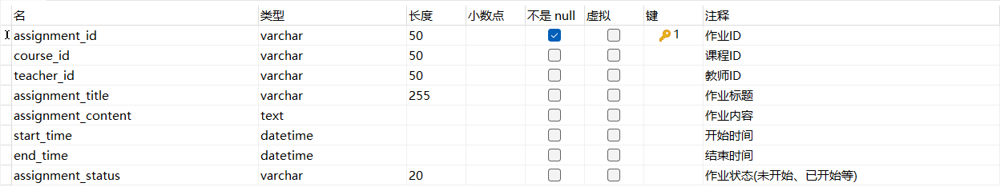 名 类型 长度 小数点 不是 null 虚拟 键 注释
assignment_id varchar 50 1 作业ID
course_id varchar 50 课程ID
teacher_id varchar 50 教师ID
assignment_title varchar 255 作业标题
assignment_content text 作业内容
start_time datetime 开始时间
end_time datetime 结束时间
assignment_status varchar 20 作业状态(未开始、已开始等)